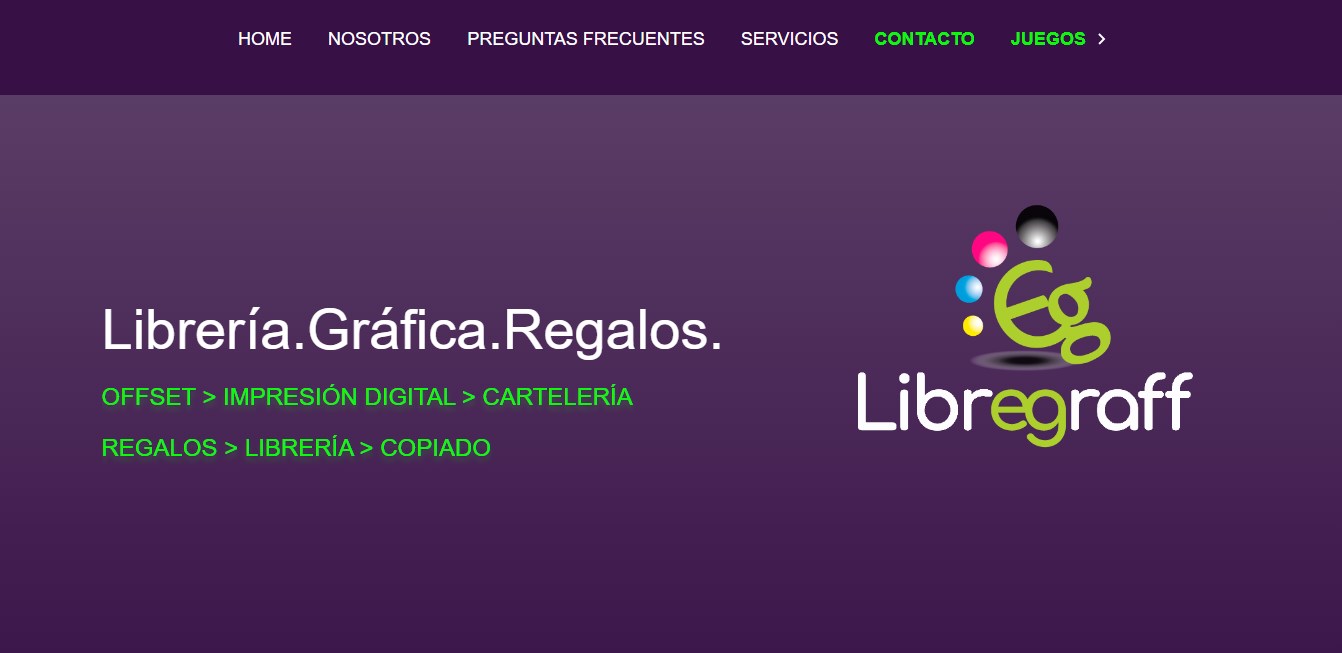 HOME NOSOTROS PREGUNTAS FRECUENTES SERVICIOS CONTACTO JUEGOS
Librería.Gráfica.Regalos.
OFFSET > IMPRESIÓN DIGITAL > CARTELERÍA
REGALOS > LIBRERÍA > COPIADO
Eg
Libregraff